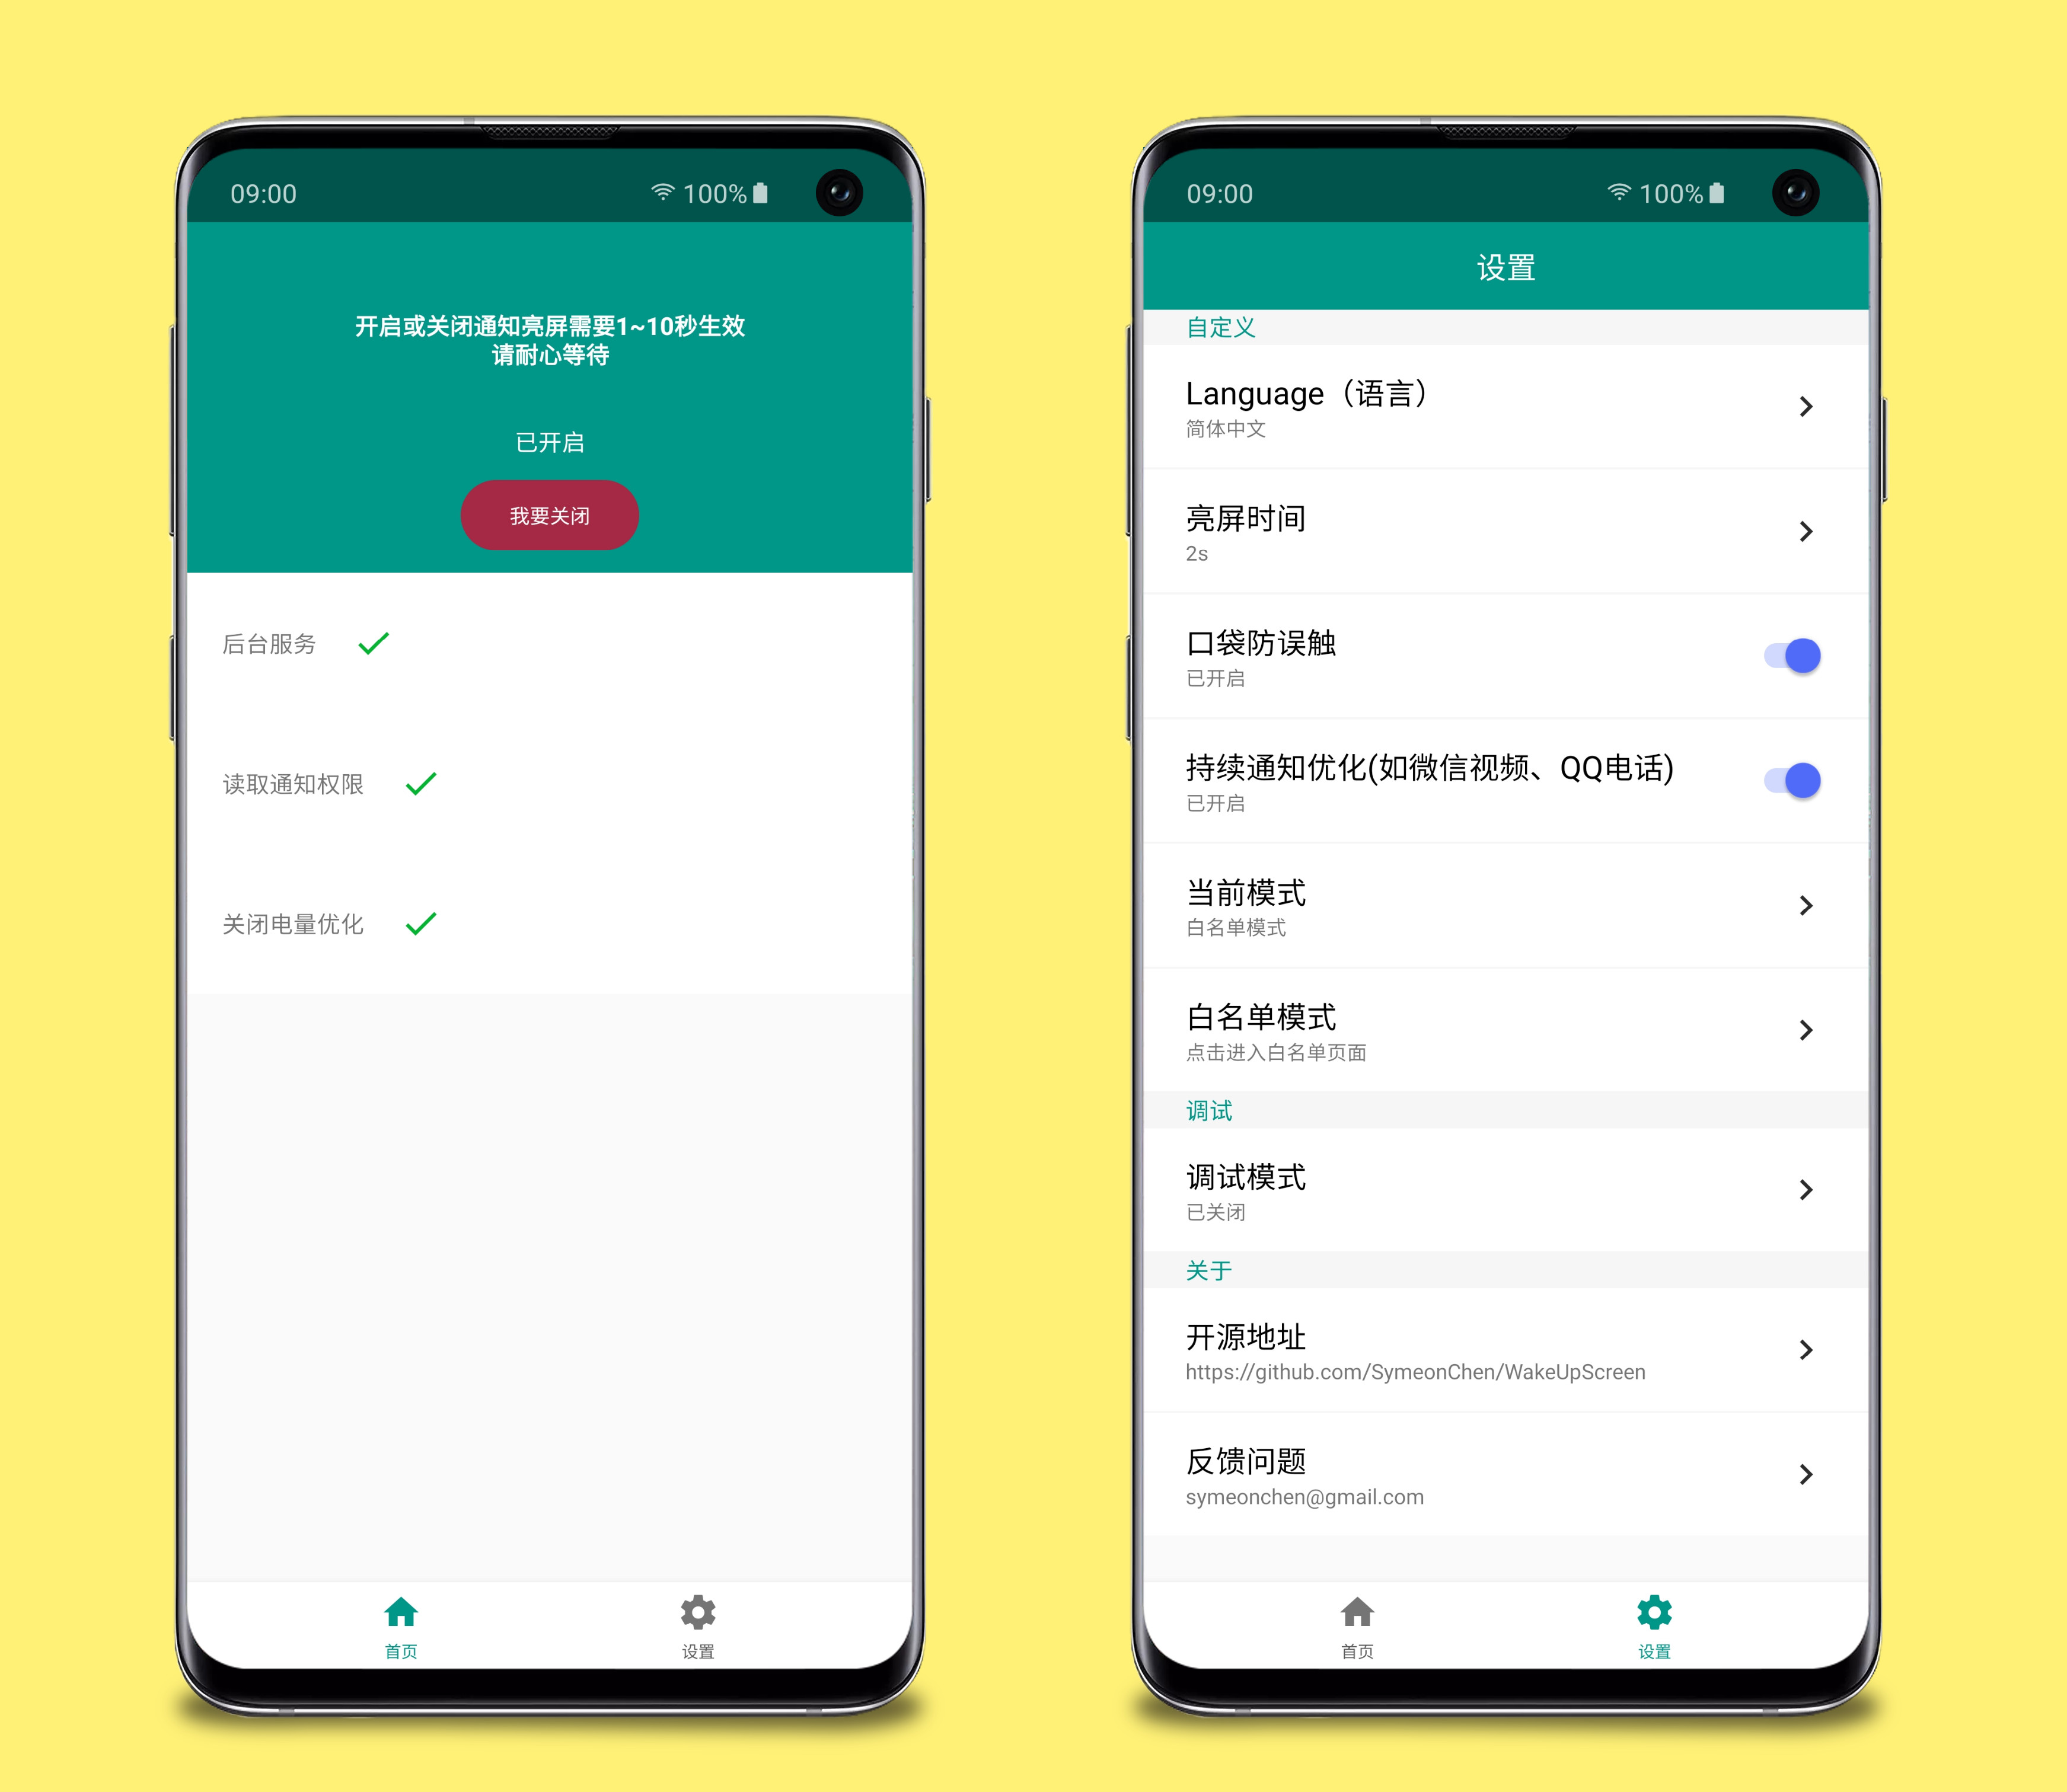 09:00
100%
开启或关闭通知亮屏需要1~10秒生效
请耐心等待
已开启
我要关闭
后台服务
读取通知权限
关闭电量优化
首页
设置
09:00
100%
设置
自定义
Language（语言）
简体中文
亮屏时间
2s
口袋防误触
已开启
持续通知优化(如微信视频、QQ电话)
已开启
当前模式
白名单模式
白名单模式
点击进入白名单页面
调试
调试模式
已关闭
关于
开源地址
https://github.com/SymeonChen/WakeUpScreen
反馈问题
symeonchen@gmail.com
首页
设置